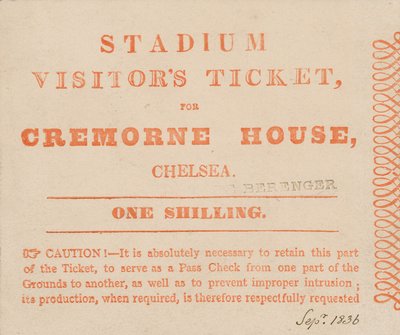 STADIUM
VISITOR'S TICKET,
FOR
CREMORNE HOUSE,
CHELSEA.
BERENGER
ONE SHILLING.
☞ CAUTION!—It is absolutely necessary to retain this part
of the Ticket, to serve as a Pass Check from one part of the
Grounds to another, as well as to prevent improper intrusion;
its production, when required, is therefore respectfully requested
Sepr. 1836